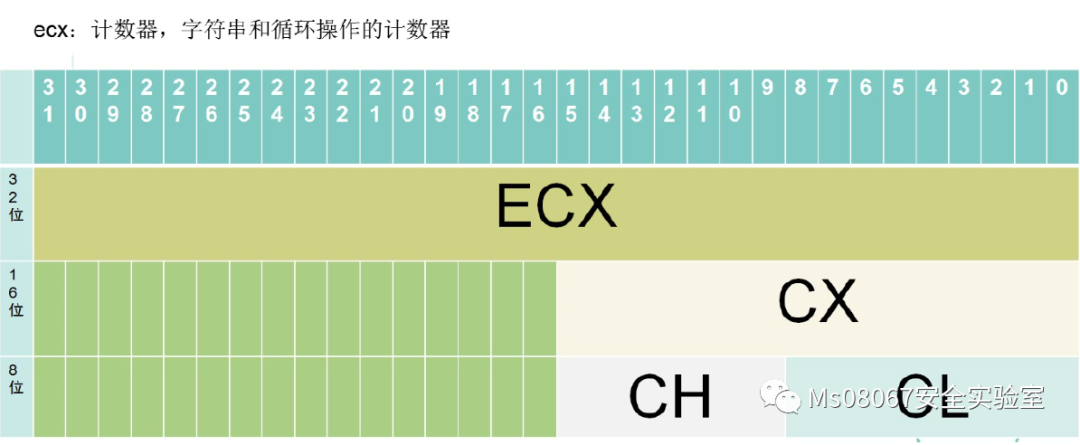 ecx：计数器，字符串和循环操作的计数器
31 30 29 28 27 26 25 24 23 22 21 20 19 18 17 16 15 14 13 12 11 10 9 8 7 6 5 4 3 2 1 0
32位 ECX
16位 CX
8位 CH CL
Ms08067安全实验室